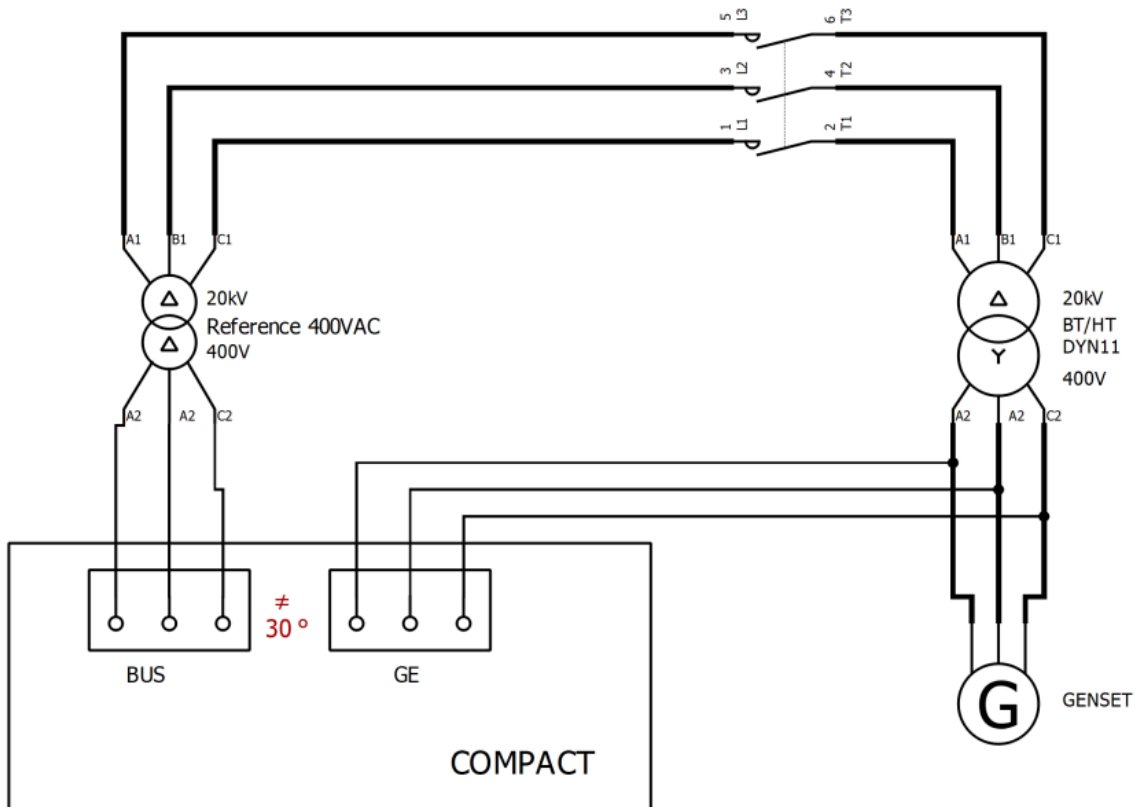 5 L3 6 T3
3 L2 4 T2
1 L1 2 T1
A1 B1 C1
A1 B1 C1
20kV
Reference 400VAC
400V
20kV
BT/HT
DYN11
400V
A2 A2 C2
A2 A2 C2
≠
30 °
BUS
GE
G
GENSET
COMPACT
Y